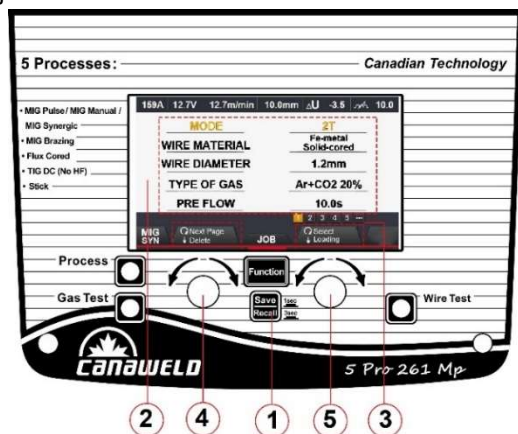 5 Processes:
Canadian Technology
• MIG Pulse/ MIG Manual /
MIG Synergic
• MIG Brazing
• Flux Cored
• TIG DC (No HF)
• Stick
159A 12.7V 12.7m/min 10.0mm △U -3.5 10.0
MODE 2T
WIRE MATERIAL Fe-metal Solid-cored
WIRE DIAMETER 1.2mm
TYPE OF GAS Ar+CO2 20%
PRE FLOW 10.0s
1 2 3 4 5
MIG SYN
Next Page
Delete
JOB
Select
Loading
Process
Function
Gas Test
Save 1sec
Recall 3sec
Wire Test
CANAWELD
5 Pro 261 Mp
2 4 1 5 3